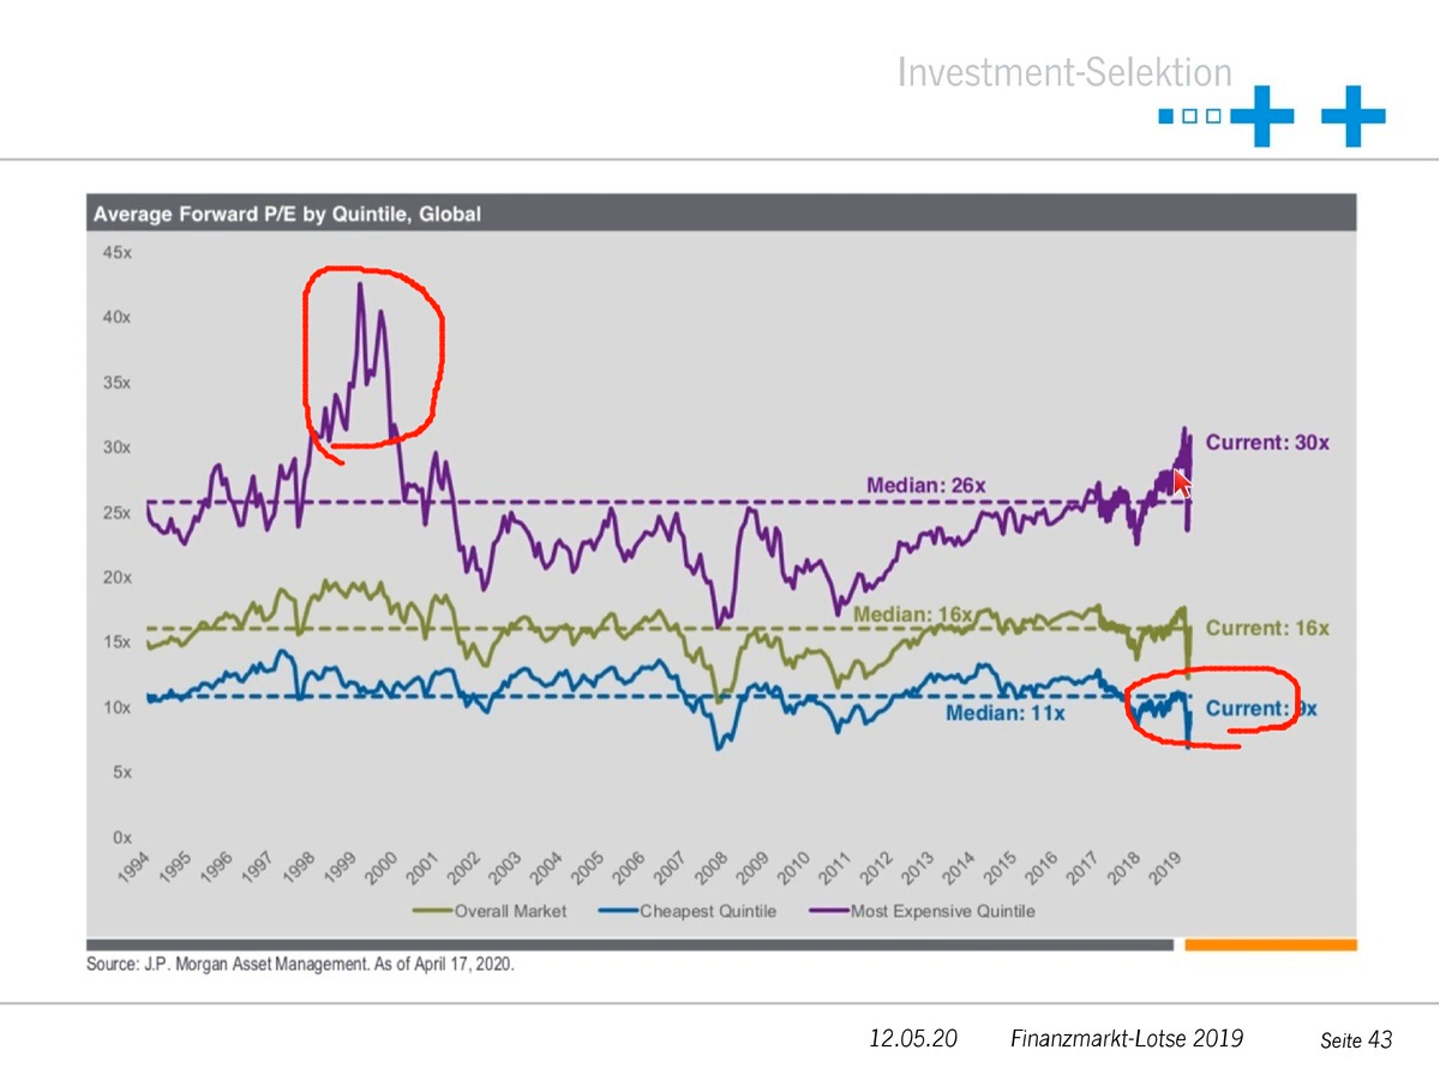 Investment-Selektion
Average Forward P/E by Quintile, Global
45x
40x
35x
30x
25x
20x
15x
10x
5x
0x
Current: 30x
Median: 26x
Median: 16x
Current: 16x
Median: 11x
Current: 9x
1994 1995 1996 1997 1998 1999 2000 2001 2002 2003 2004 2005 2006 2007 2008 2009 2010 2011 2012 2013 2014 2015 2016 2017 2018 2019
Overall Market Cheapest Quintile Most Expensive Quintile
Source: J.P. Morgan Asset Management. As of April 17, 2020.
12.05.20 Finanzmarkt-Lotse 2019 Seite 43